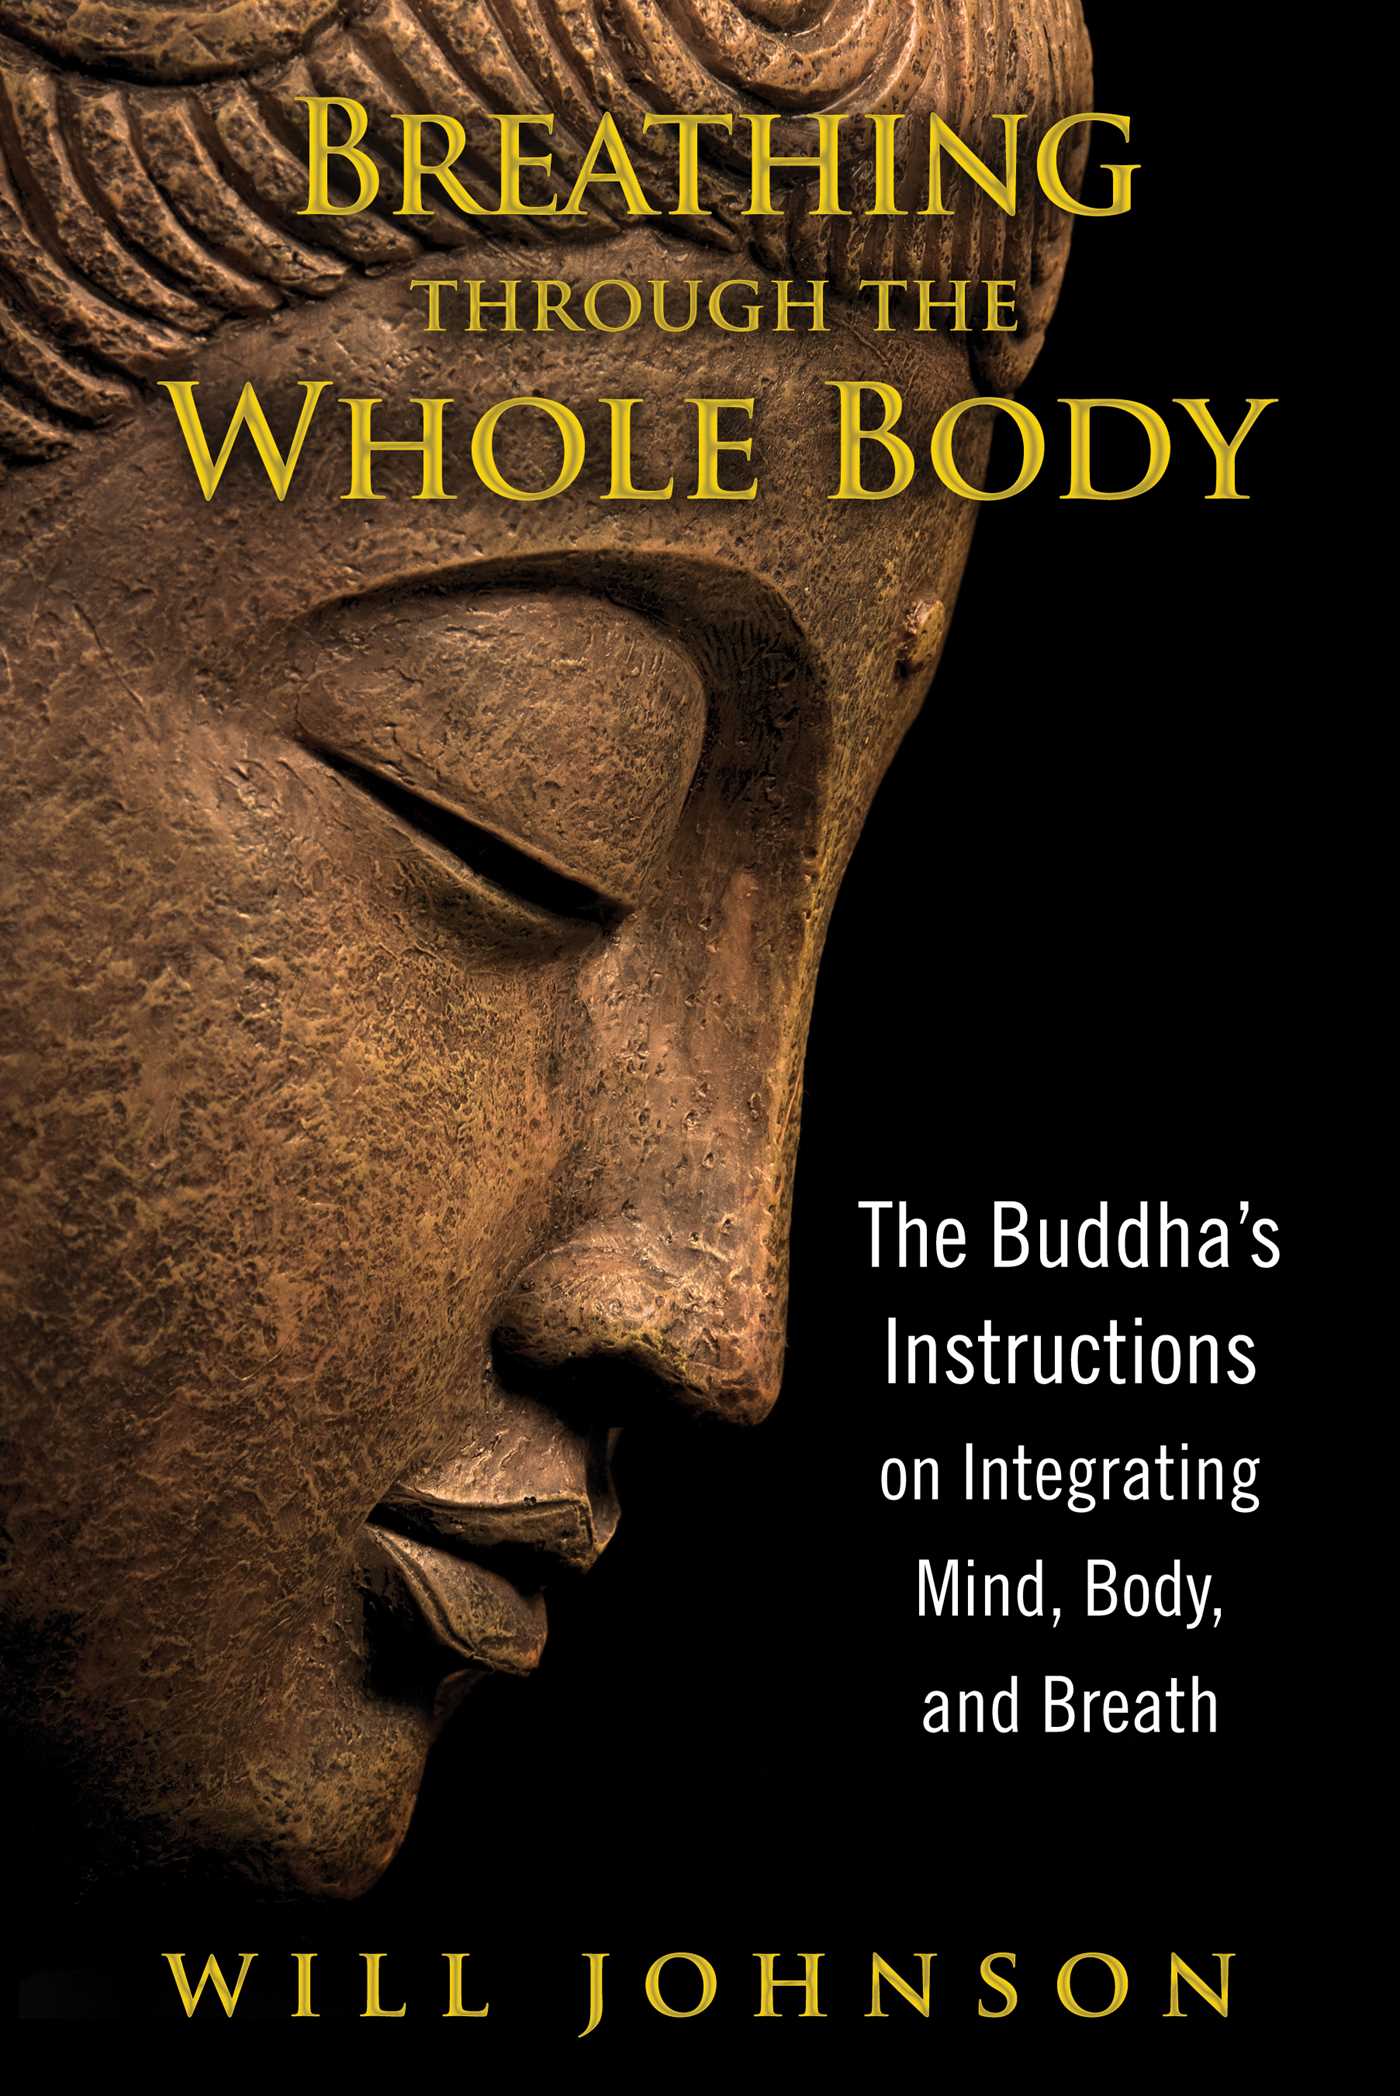 BREATHING
THROUGH THE
WHOLE BODY
The Buddha's
Instructions
on Integrating
Mind, Body,
and Breath
WILL JOHNSON